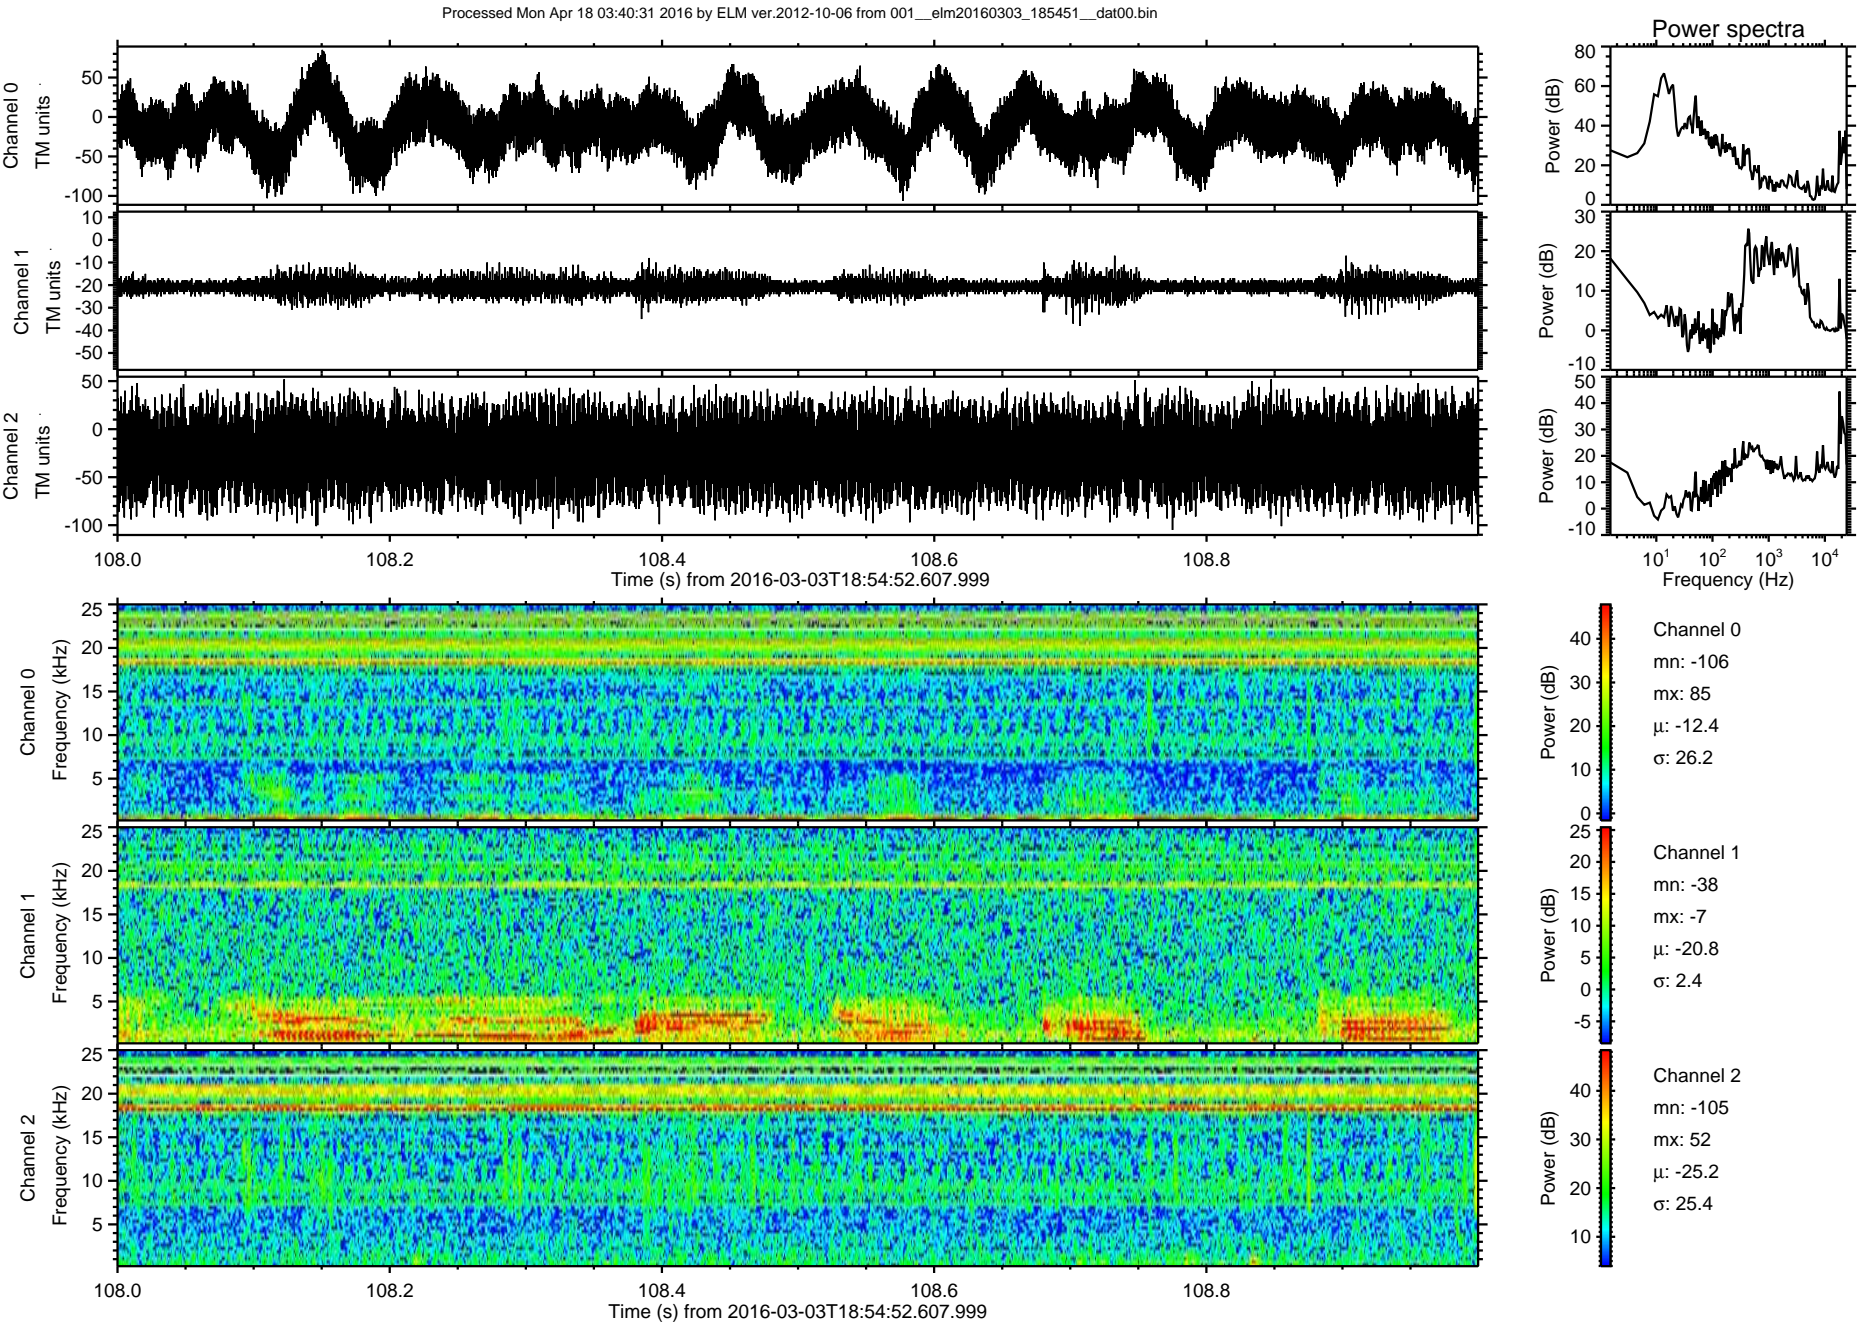 Processed Mon Apr 18 03:40:31 2016 by ELM ver.2012-10-06 from 001__elm20160303_185451__dat00.bin
Power spectra
Channel 0
TM units
50
0
-50
-100
Power (dB)
80
60
40
20
0
Channel 1
TM units
10
0
-10
-20
-30
-40
-50
Power (dB)
30
20
10
0
-10
Channel 2
TM units
50
0
-50
-100
Power (dB)
50
40
30
20
10
0
-10
108.0 108.2 108.4 108.6 108.8
Time (s) from 2016-03-03T18:54:52.607.999
10^1 10^2 10^3 10^4
Frequency (Hz)
Channel 0
Frequency (kHz)
25
20
15
10
5
Power (dB)
40
30
20
10
0
Channel 0
mn: -106
mx: 85
μ: -12.4
σ: 26.2
Channel 1
Frequency (kHz)
25
20
15
10
5
Power (dB)
25
20
15
10
5
0
-5
Channel 1
mn: -38
mx: -7
μ: -20.8
σ: 2.4
Channel 2
Frequency (kHz)
25
20
15
10
5
Power (dB)
40
30
20
10
Channel 2
mn: -105
mx: 52
μ: -25.2
σ: 25.4
108.0 108.2 108.4 108.6 108.8
Time (s) from 2016-03-03T18:54:52.607.999